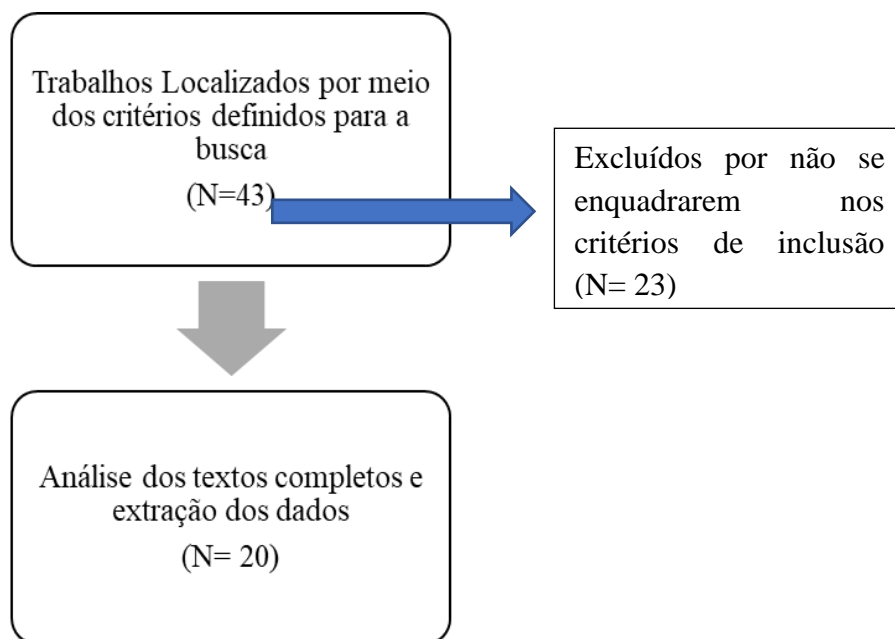 Trabalhos Localizados por meio
dos critérios definidos para a
busca
(N=43)
Excluídos por não se
enquadrarem nos
critérios de inclusão
(N= 23)
Análise dos textos completos e
extração dos dados
(N= 20)